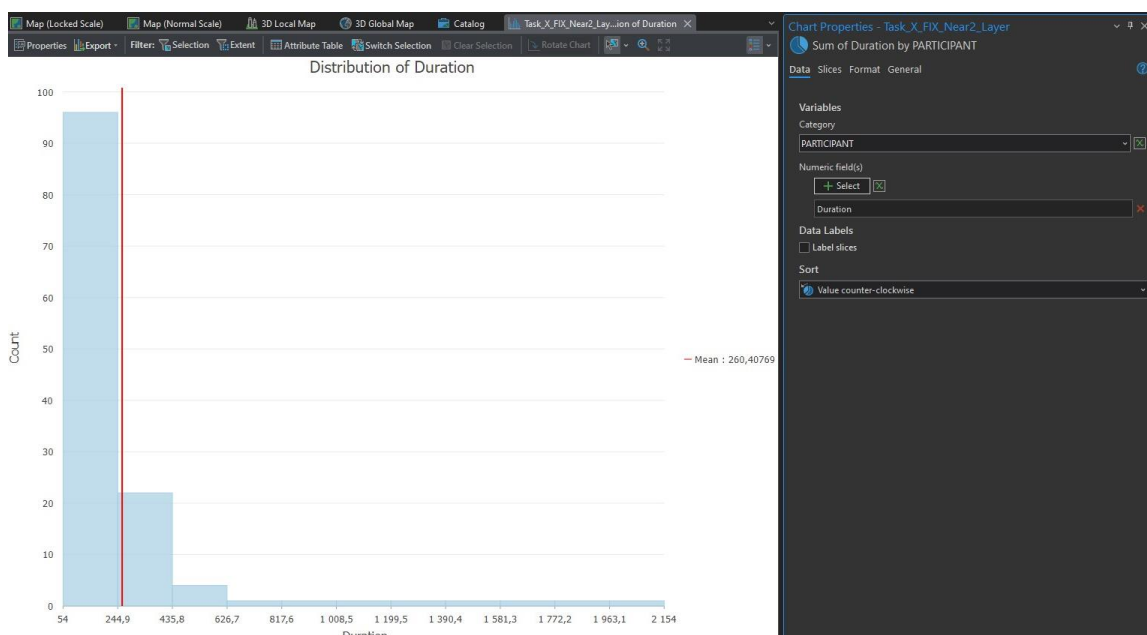 Map (Locked Scale) Map (Normal Scale) 3D Local Map 3D Global Map Catalog Task_X_FIX_Near2_Lay...ion of Duration
Properties Export Filter: Selection Extent Attribute Table Switch Selection Clear Selection Rotate Chart
Distribution of Duration
100
90
80
70
60
50
40
30
20
10
0
Count
54 244,9 435,8 626,7 817,6 1 008,5 1 199,5 1 390,4 1 581,3 1 772,2 1 963,1 2 154
Duration
Mean : 260,40769
Chart Properties - Task_X_FIX_Near2_Layer
Sum of Duration by PARTICIPANT
Data Slices Format General
Variables
Category
PARTICIPANT
Numeric field(s)
Select
Duration
Data Labels
Label slices
Sort
Value counter-clockwise